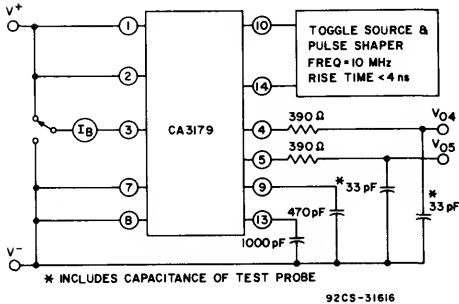 V+
1
10
TOGGLE SOURCE &
PULSE SHAPER
FREQ = 10 MHz
RISE TIME < 4 ns
2
14
390 Ω
VO4
IB
3
CA3179
4
390 Ω
VO5
5
7
9
*
33 pF
*
33 pF
470 pF
8
13
1000 pF
V-
* INCLUDES CAPACITANCE OF TEST PROBE
92CS-31616